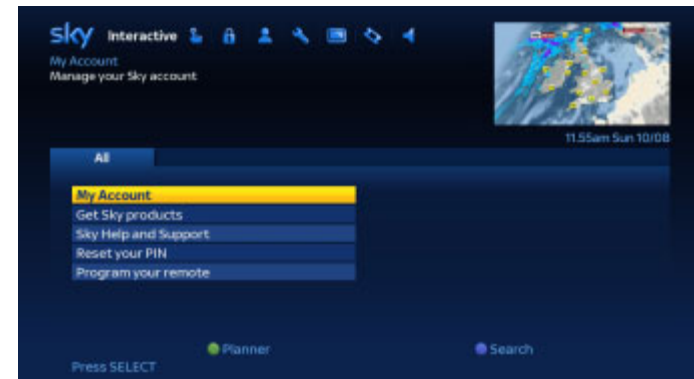 sky Interactive
My Account
Manage your Sky account
11.55am Sun 10/08
All
My Account
Get Sky products
Sky Help and Support
Reset your PIN
Program your remote
Planner
Search
Press SELECT